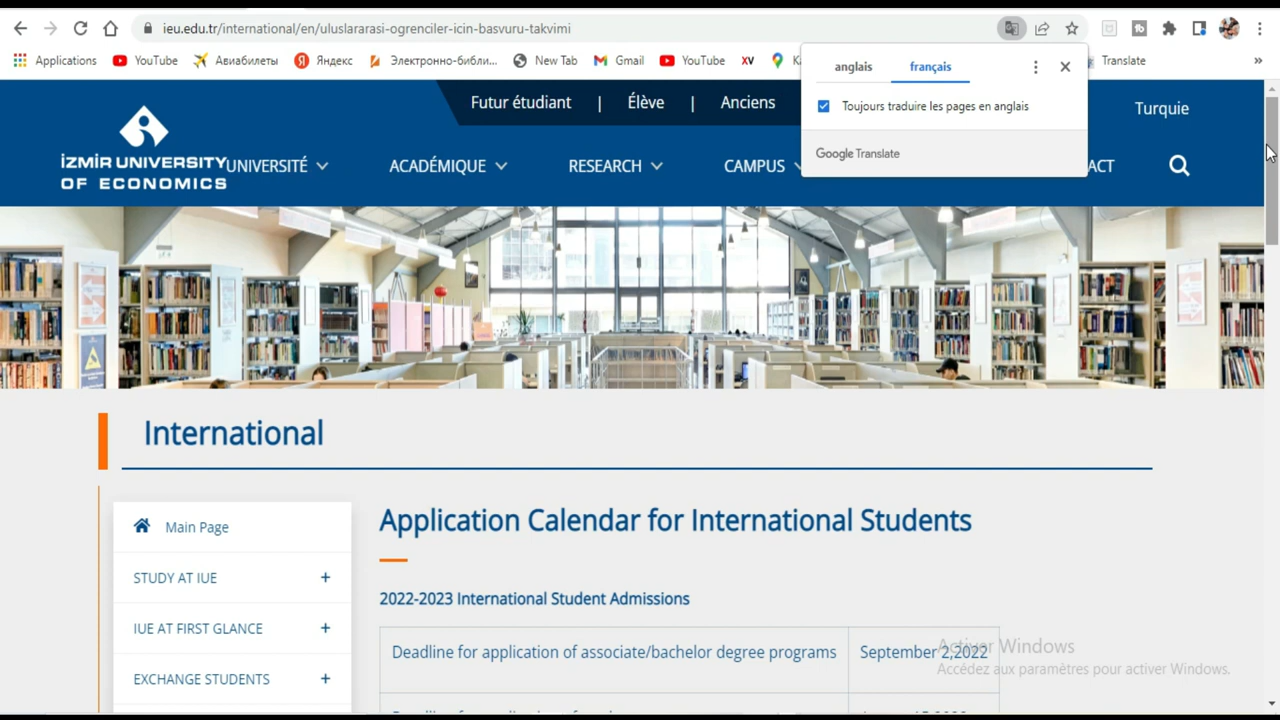 ieu.edu.tr/international/en/uluslararasi-ogrenciler-icin-basvuru-takvimi
Applications YouTube Авиабилеты Яндекс Электронно-библи... New Tab Gmail YouTube Translate »
anglais français
Toujours traduire les pages en anglais
Google Translate
Futur étudiant | Élève | Anciens
Turquie
İZMİR UNIVERSITY
OF ECONOMICS
UNIVERSITÉ ACADÉMIQUE RESEARCH CAMPUS
International
Main Page
STUDY AT IUE +
IUE AT FIRST GLANCE +
EXCHANGE STUDENTS +
Application Calendar for International Students
2022-2023 International Student Admissions
Deadline for application of associate/bachelor degree programs September 2,2022
Activer Windows
Accédez aux paramètres pour activer Windows.